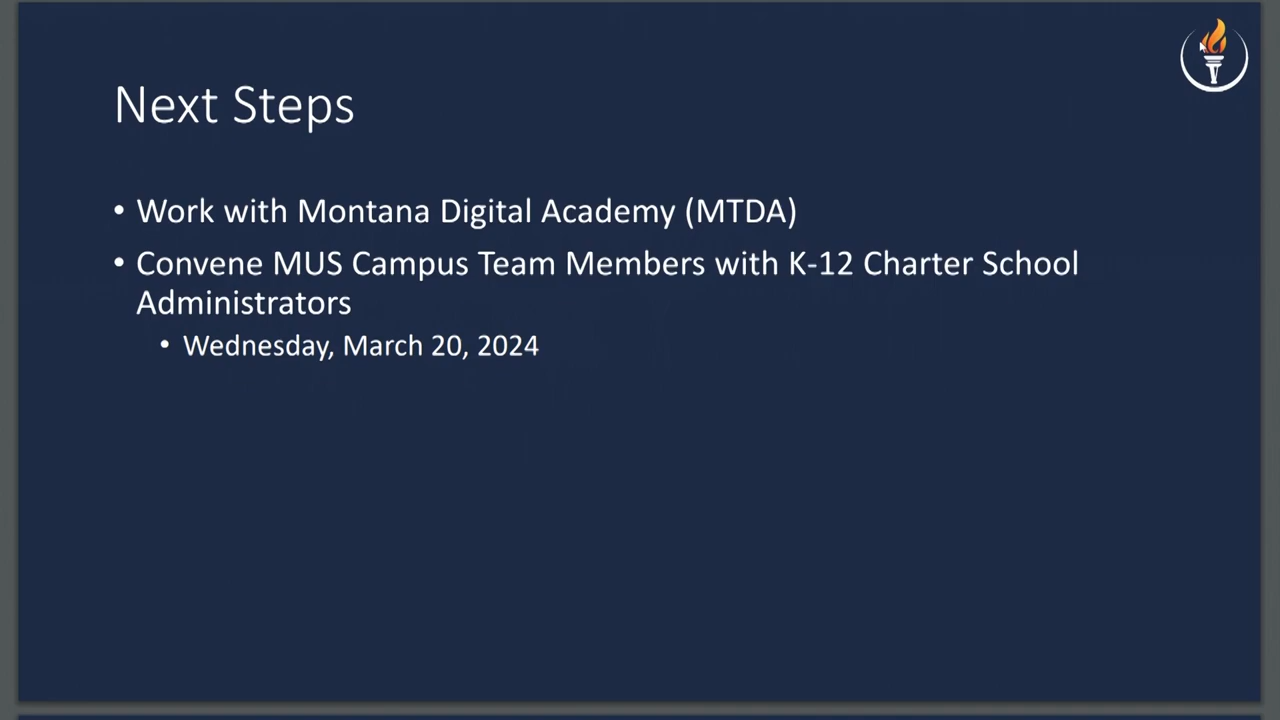 Next Steps
• Work with Montana Digital Academy (MTDA)
• Convene MUS Campus Team Members with K-12 Charter School
Administrators
• Wednesday, March 20, 2024